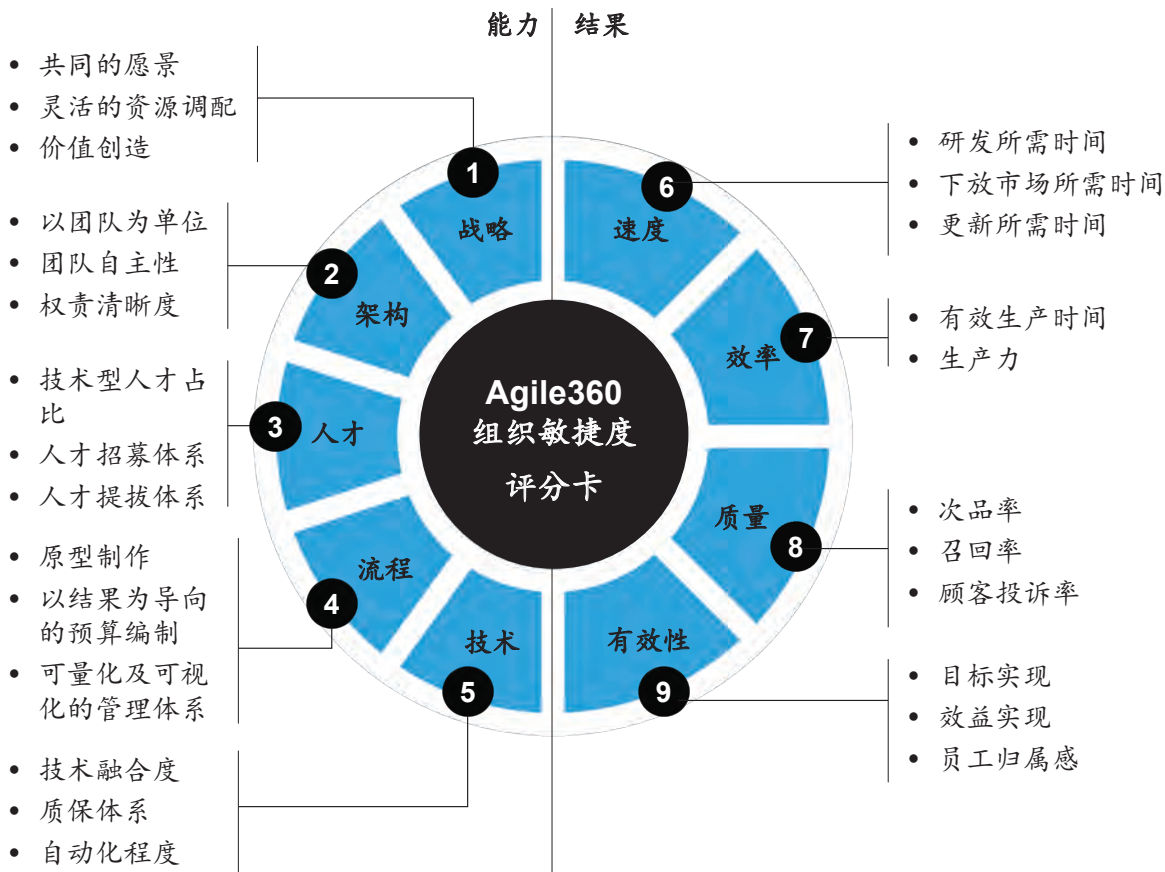 能力 结果
• 共同的愿景
• 灵活的资源调配
• 价值创造
1
战略
• 以团队为单位
• 团队自主性
• 权责清晰度
2
架构
• 技术型人才占
比
• 人才招募体系
• 人才提拔体系
3
人才
• 原型制作
• 以结果为导向
的预算编制
• 可量化及可视
化的管理体系
4
流程
• 技术融合度
• 质保体系
• 自动化程度
5
技术
Agile360
组织敏捷度
评分卡
6
速度
• 研发所需时间
• 下放市场所需时间
• 更新所需时间
7
效率
• 有效生产时间
• 生产力
8
质量
• 次品率
• 召回率
• 顾客投诉率
9
有效性
• 目标实现
• 效益实现
• 员工归属感